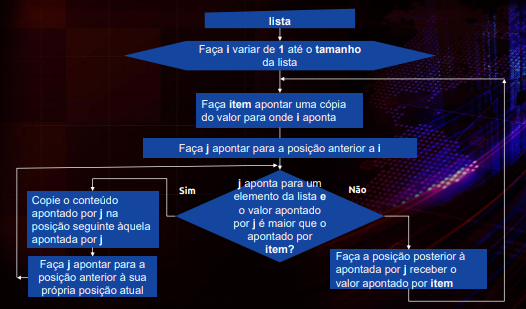 lista
Faça i variar de 1 até o tamanho
da lista
Faça item apontar uma cópia
do valor para onde i aponta
Faça j apontar para a posição anterior a i
Sim
j aponta para um
elemento da lista e
o valor apontado
por j é maior que o
apontado por
item?
Não
Copie o conteúdo
apontado por j na
posição seguinte àquela
apontada por j
Faça j apontar para a
posição anterior à sua
própria posição atual
Faça a posição posterior à
apontada por j receber o
valor apontado por item